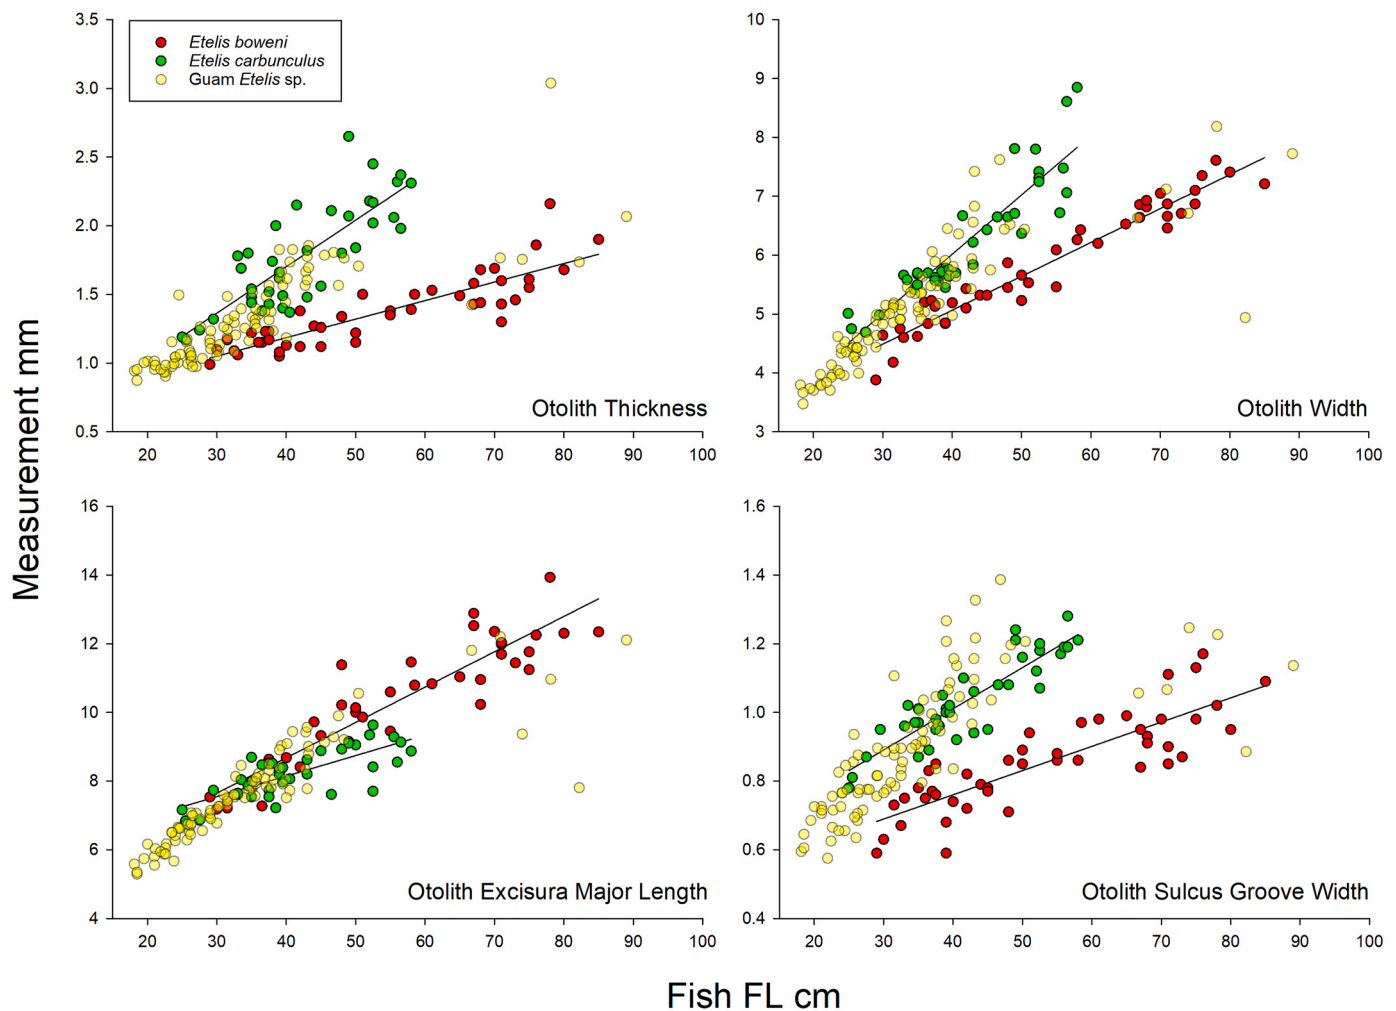 Measurement mm
3.5
3.0
2.5
2.0
1.5
1.0
0.5
Etelis boweni
Etelis carbunculus
Guam Etelis sp.
Otolith Thickness
20 30 40 50 60 70 80 90 100
10
9
8
7
6
5
4
3
Otolith Width
20 30 40 50 60 70 80 90 100
16
14
12
10
8
6
4
Otolith Excisura Major Length
20 30 40 50 60 70 80 90 100
1.6
1.4
1.2
1.0
0.8
0.6
0.4
Otolith Sulcus Groove Width
20 30 40 50 60 70 80 90 100
Fish FL cm